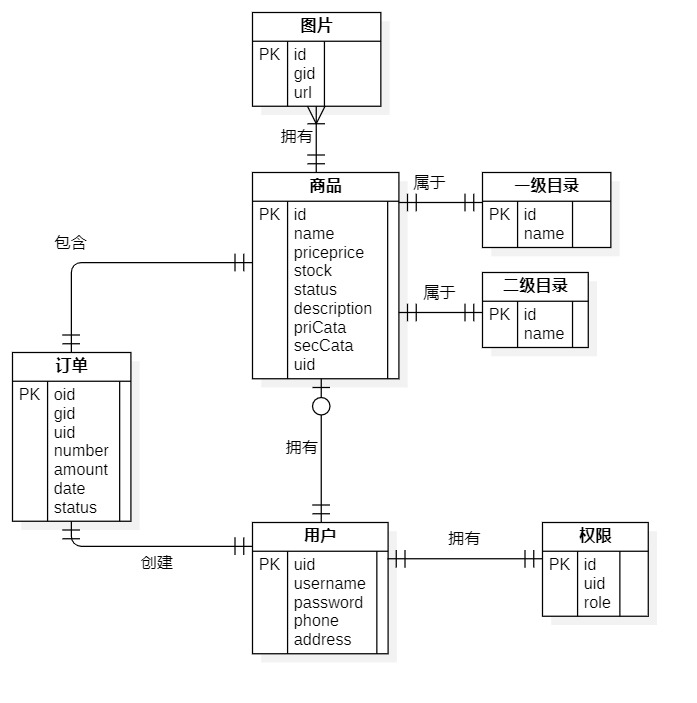 图片
PK id
gid
url
拥有
商品
PK id
name
priceprice
stock
status
description
priCata
secCata
uid
属于
一级目录
PK id
name
属于
二级目录
PK id
name
包含
订单
PK oid
gid
uid
number
amount
date
status
拥有
创建
用户
PK uid
username
password
phone
address
拥有
权限
PK id
uid
role